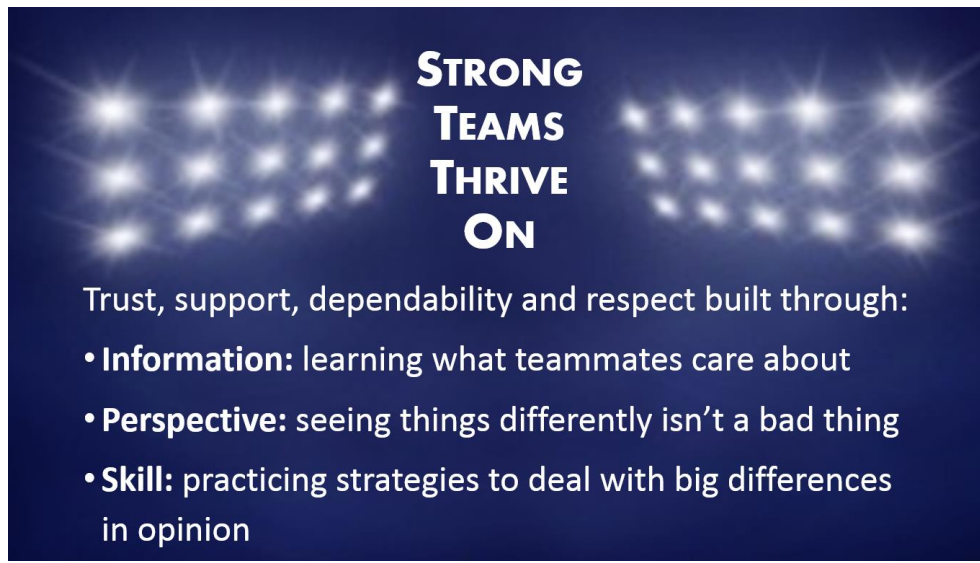 STRONG
TEAMS
THRIVE
ON
Trust, support, dependability and respect built through:
• Information: learning what teammates care about
• Perspective: seeing things differently isn’t a bad thing
• Skill: practicing strategies to deal with big differences
in opinion